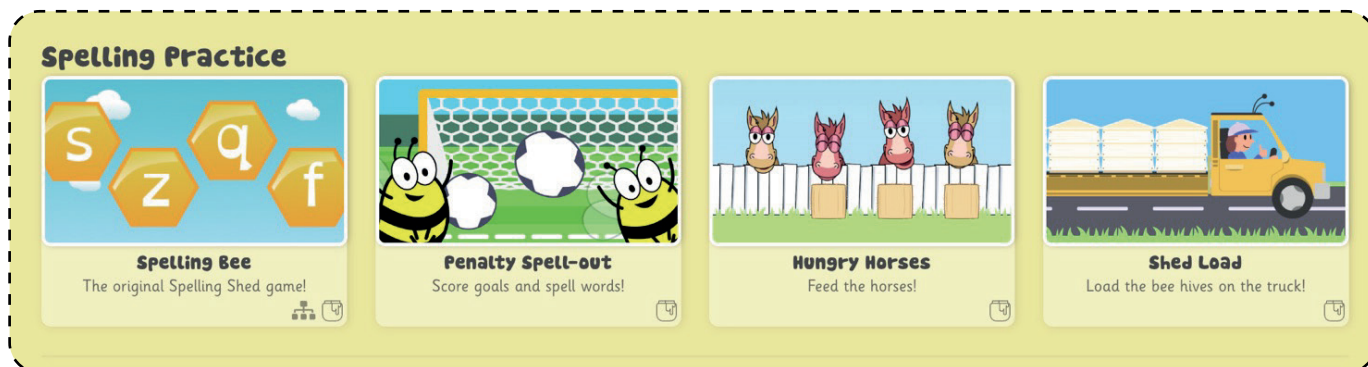 Spelling Practice
s
z
q
f
Spelling Bee
The original Spelling Shed game!
Penalty Spell-out
Score goals and spell words!
Hungry Horses
Feed the horses!
Shed Load
Load the bee hives on the truck!